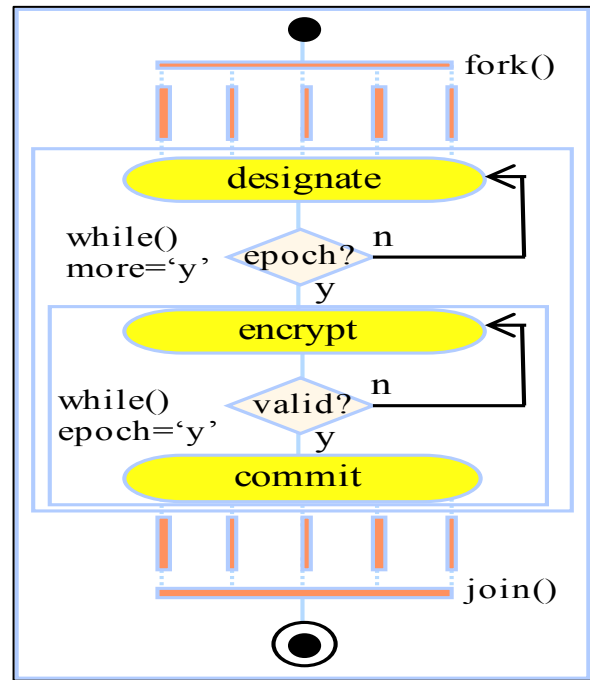 fork()
designate
while()
more=‘y’
epoch?
n
y
encrypt
while()
epoch=‘y’
valid?
n
y
commit
join()